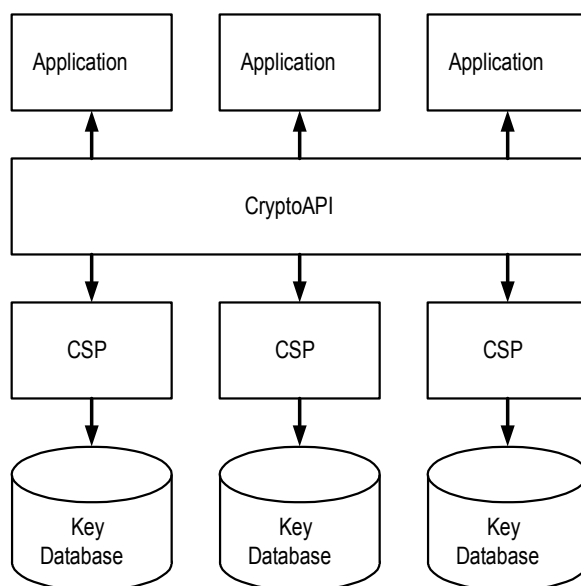 Application
Application
Application
CryptoAPI
CSP
CSP
CSP
Key
Database
Key
Database
Key
Database